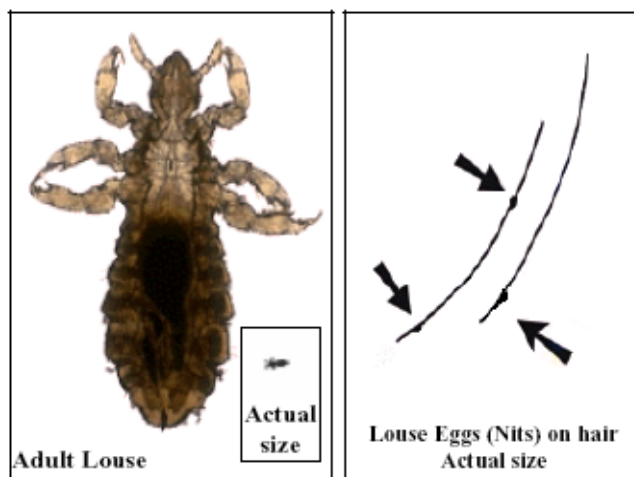 Actual
size
Adult Louse
Louse Eggs (Nits) on hair
Actual size